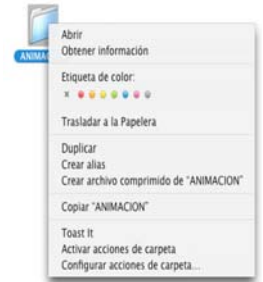 ANIMAC
Abrir
Obtener información
Etiqueta de color:
x
Trasladar a la Papelera
Duplicar
Crear alias
Crear archivo comprimido de "ANIMACION"
Copiar "ANIMACION"
Toast It
Activar acciones de carpeta
Configurar acciones de carpeta...